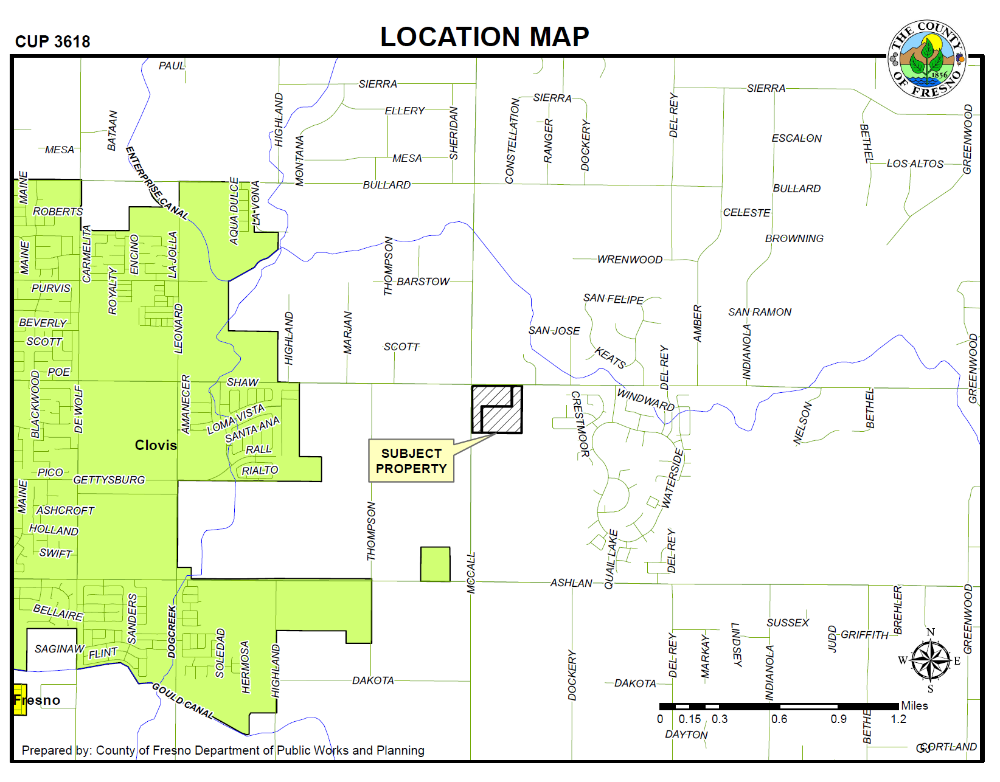 CUP 3618
LOCATION MAP
THE COUNTY
OF FRESNO
1856
PAUL
SIERRA
SIERRA
SIERRA
ELLERY
HIGHLAND
BATAAN
MESA
MONTANA
SHERIDAN
MESA
BULLARD
CONSTELLATION
RANGER
DOCKERY
DEL REY
ESCALON
BETHEL
LOS ALTOS
GREENWOOD
ENTERPRISE CANAL
MAINE
ROBERTS
AQUA DULCE
LA VONA
BULLARD
CELESTE
BROWNING
MAINE
CARMELITA
ROYALTY
ENCINO
LA JOLLA
THOMPSON
BARSTOW
WRENWOOD
PURVIS
BEVERLY
SCOTT
LEONARD
HIGHLAND
MARJAN
SCOTT
SAN FELIPE
SAN JOSE
KEATS
AMBER
SAN RAMON
INDIANOLA
DEL REY
GREENWOOD
POE
BLACKWOOD
DE WOLF
AMANECER
SHAW
LOMA VISTA
SANTA ANA
RALL
RIALTO
Clovis
CRESTMOOR
WINDWARD
NELSON
BETHEL
SUBJECT
PROPERTY
PICO
GETTYSBURG
MAINE
ASHCROFT
HOLLAND
SWIFT
THOMPSON
WATERSIDE
QUAIL LAKE
DEL REY
MCCALL
ASHLAN
BELLAIRE
SANDERS
DOGCREEK
SAGINAW
FLINT
SOLEDAD
HERMOSA
HIGHLAND
GOULD CANAL
DAKOTA
DOCKERY
DAKOTA
DEL REY
MARKAY
LINDSEY
SUSSEX
INDIANOLA
JUDD
GRIFFITH
BREHLER
GREENWOOD
N
W
E
S
Fresno
Miles
0 0.15 0.3 0.6 0.9 1.2
DAYTON
BETHE
CORTLAND
GJ
Prepared by: County of Fresno Department of Public Works and Planning